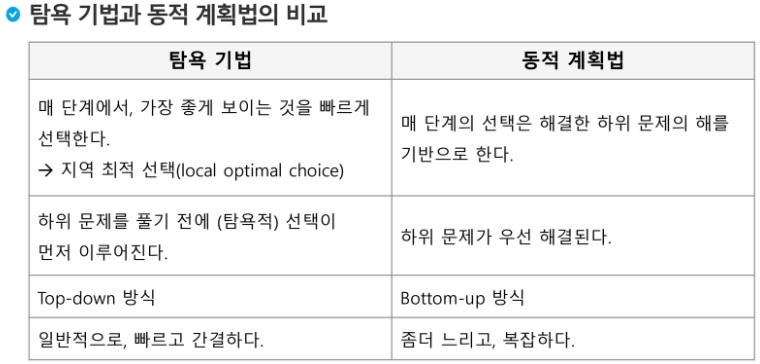 탐욕 기법과 동적 계획법의 비교
탐욕 기법
동적 계획법
매 단계에서, 가장 좋게 보이는 것을 빠르게
선택한다.
→ 지역 최적 선택(local optimal choice)
매 단계의 선택은 해결한 하위 문제의 해를
기반으로 한다.
하위 문제를 풀기 전에 (탐욕적) 선택이
먼저 이루어진다.
하위 문제가 우선 해결된다.
Top-down 방식
Bottom-up 방식
일반적으로, 빠르고 간결하다.
좀더 느리고, 복잡하다.